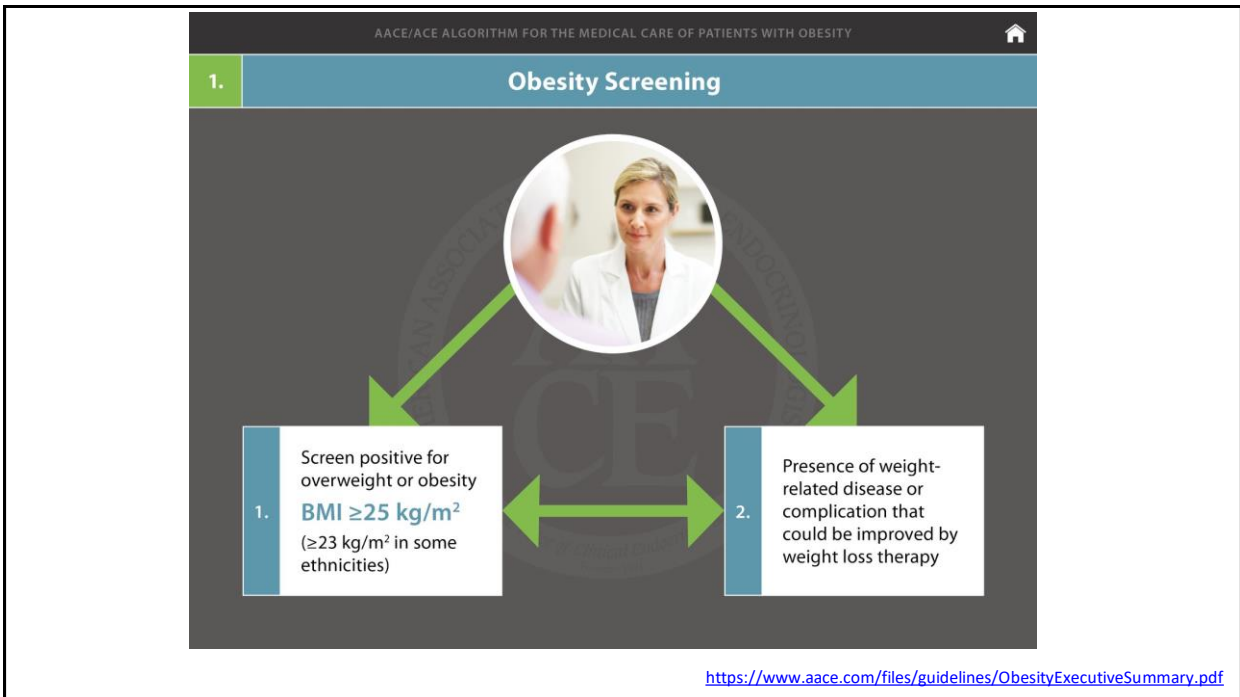 AACE/ACE ALGORITHM FOR THE MEDICAL CARE OF PATIENTS WITH OBESITY
1.
Obesity Screening
1.
Screen positive for
overweight or obesity
BMI ≥25 kg/m²
(≥23 kg/m² in some
ethnicities)
2.
Presence of weight-
related disease or
complication that
could be improved by
weight loss therapy
https://www.aace.com/files/guidelines/ObesityExecutiveSummary.pdf